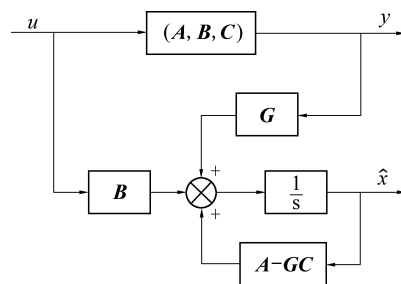 u
(A, B, C)
y
G
+
B
1
s
x̂
+
A-GC